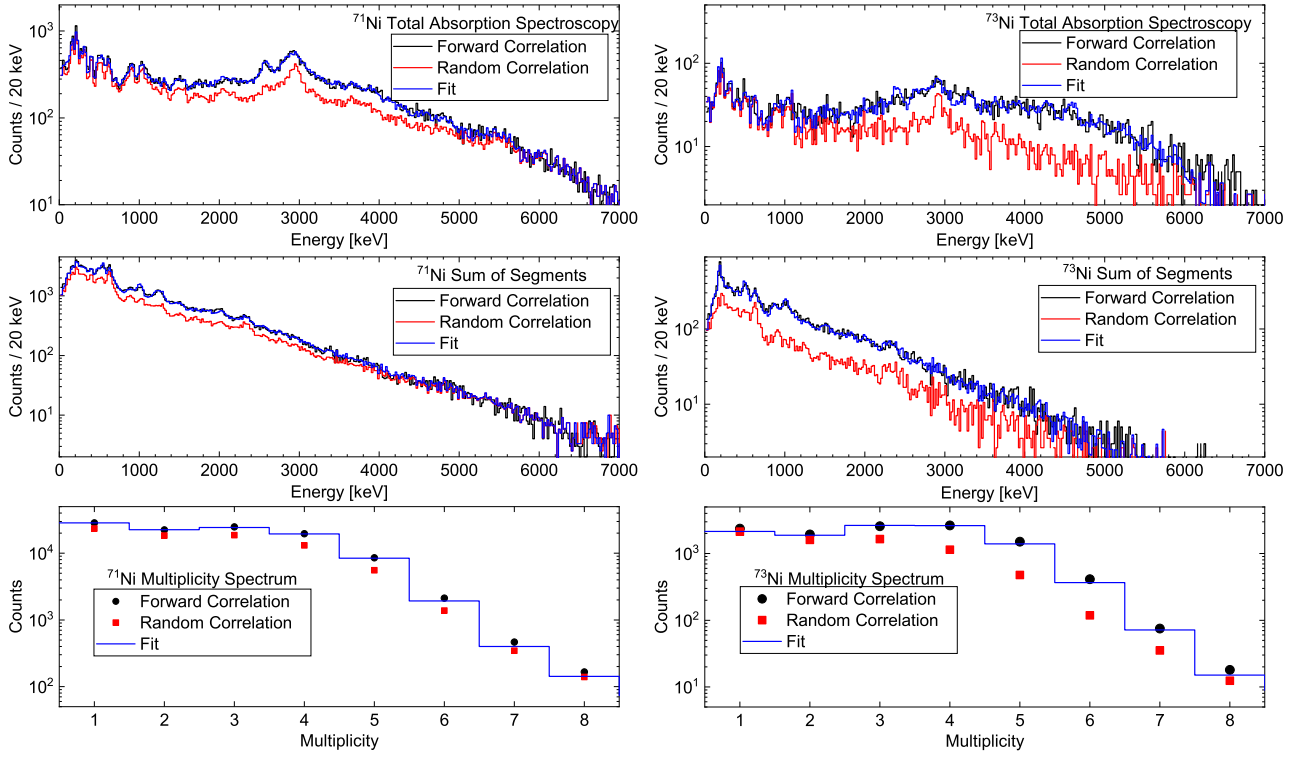 ⁷¹Ni Total Absorption Spectroscopy
Forward Correlation
Random Correlation
Fit
Counts / 20 keV
10³
10²
10¹
0 1000 2000 3000 4000 5000 6000 7000
Energy [keV]
⁷³Ni Total Absorption Spectroscopy
Forward Correlation
Random Correlation
Fit
Counts / 20 keV
10²
10¹
0 1000 2000 3000 4000 5000 6000 7000
Energy [keV]
⁷¹Ni Sum of Segments
Forward Correlation
Random Correlation
Fit
Counts / 20 keV
10³
10²
10¹
0 1000 2000 3000 4000 5000 6000 7000
Energy [keV]
⁷³Ni Sum of Segments
Forward Correlation
Random Correlation
Fit
Counts / 20 keV
10²
10¹
0 1000 2000 3000 4000 5000 6000 7000
Energy [keV]
⁷¹Ni Multiplicity Spectrum
Forward Correlation
Random Correlation
Fit
Counts
10⁴
10³
10²
1 2 3 4 5 6 7 8
Multiplicity
⁷³Ni Multiplicity Spectrum
Forward Correlation
Random Correlation
Fit
Counts
10³
10²
10¹
1 2 3 4 5 6 7 8
Multiplicity